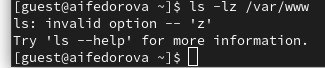 [guest@aifedorova ~]$ ls -lz /var/www
ls: invalid option -- 'z'
Try 'ls --help' for more information.
[guest@aifedorova ~]$